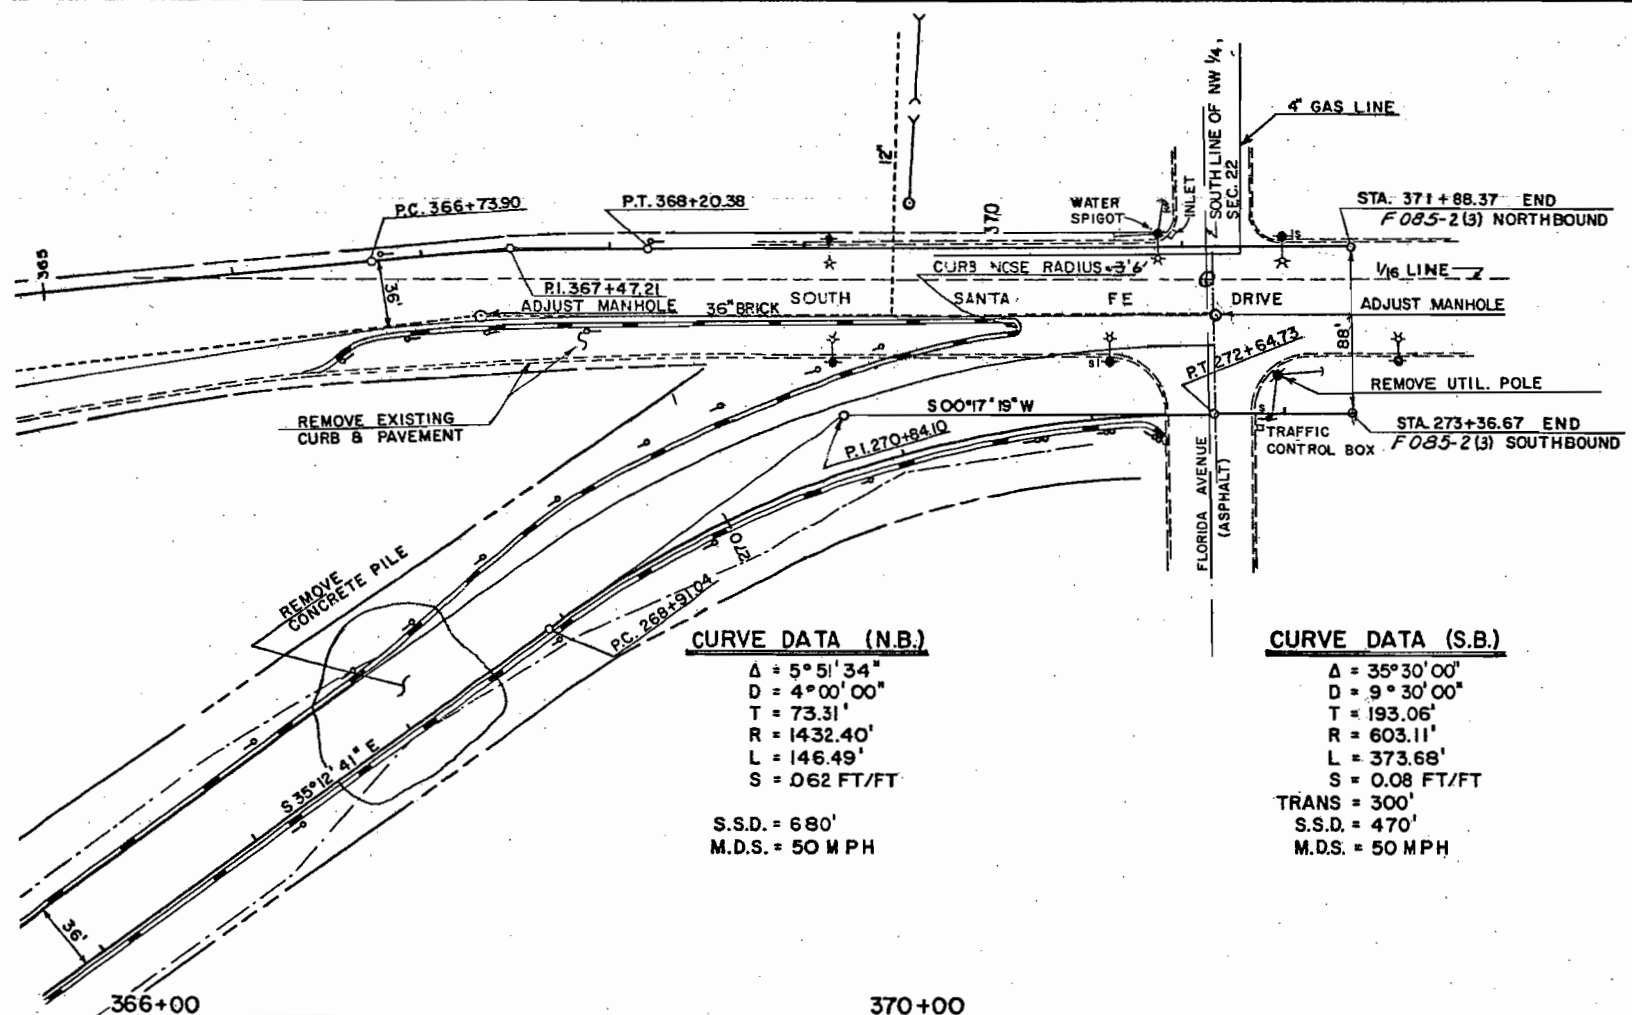 4" GAS LINE
SOUTH LINE OF NW 1/4,
SEC. 22
12"
INLET
WATER
SPIGOT
370
P.C. 366+73.90
P.T. 368+20.38
STA. 371+88.37 END
F 085-2(3) NORTHBOUND
365
36'
P.I. 367+47.21
ADJUST MANHOLE
36" BRICK
CURB NOSE RADIUS = 3'6"
1/16 LINE
SOUTH SANTA FE DRIVE
ADJUST MANHOLE
88'
P.T. 272+64.73
REMOVE UTIL. POLE
REMOVE EXISTING
CURB & PAVEMENT
S 00°17'19" W
P.I. 270+84.10
STA. 273+36.67 END
F 085-2(3) SOUTHBOUND
TRAFFIC
CONTROL BOX
FLORIDA AVENUE
(ASPHALT)
270
REMOVE
CONCRETE PILE
P.C. 268+91.04
S 35°12'41" E
36'
CURVE DATA (N.B.)
Δ = 5°51'34"
D = 4°00'00"
T = 73.31'
R = 1432.40'
L = 146.49'
S = .062 FT/FT
S.S.D. = 680'
M.D.S. = 50 MPH
CURVE DATA (S.B.)
Δ = 35°30'00"
D = 9°30'00"
T = 193.06'
R = 603.11'
L = 373.68'
S = 0.08 FT/FT
TRANS = 300'
S.S.D. = 470'
M.D.S. = 50 MPH
366+00
370+00